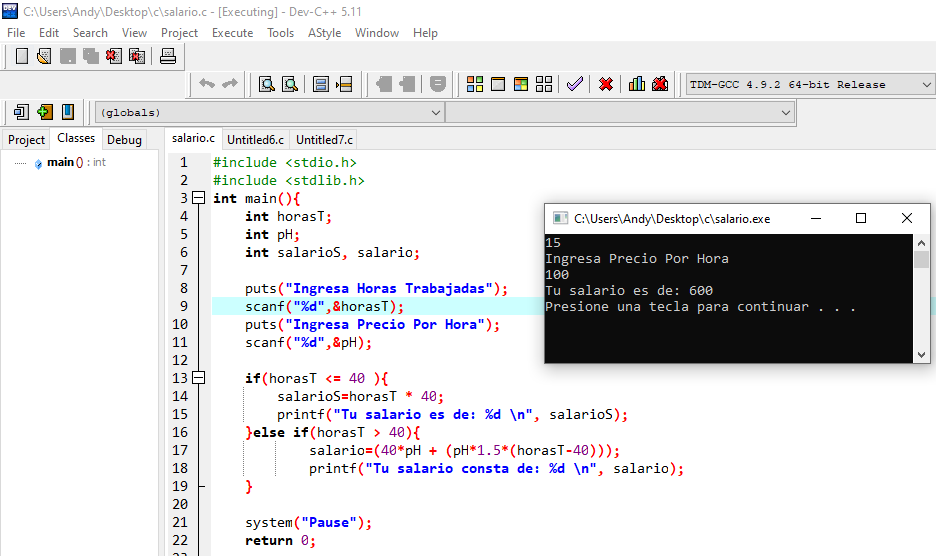 C:\Users\Andy\Desktop\c\salario.c - [Executing] - Dev-C++ 5.11
File Edit Search View Project Execute Tools AStyle Window Help
TDM-GCC 4.9.2 64-bit Release
(globals)
Project Classes Debug
main () : int
salario.c Untitled6.c Untitled7.c
1 #include <stdio.h>
2 #include <stdlib.h>
3 int main(){
4 int horasT;
5 int pH;
6 int salarioS, salario;
7
8 puts("Ingresa Horas Trabajadas");
9 scanf("%d",&horasT);
10 puts("Ingresa Precio Por Hora");
11 scanf("%d",&pH);
12
13 if(horasT <= 40 ){
14 salarioS=horasT * 40;
15 printf("Tu salario es de: %d \n", salarioS);
16 }else if(horasT > 40){
17 salario=(40*pH + (pH*1.5*(horasT-40)));
18 printf("Tu salario consta de: %d \n", salario);
19 }
20
21 system("Pause");
22 return 0;
C:\Users\Andy\Desktop\c\salario.exe
15
Ingresa Precio Por Hora
100
Tu salario es de: 600
Presione una tecla para continuar . . .